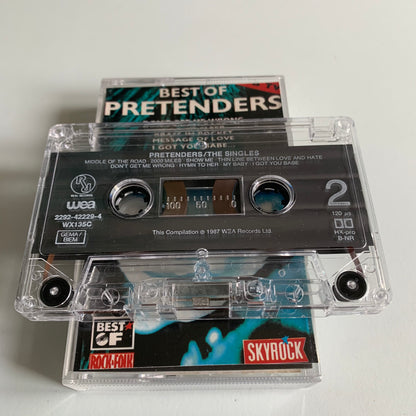 BEST OF
PRETENDERS
BRASS IN POCKET
MESSAGE OF LOVE
I GOT YOU BABE
PRETENDERS/THE SINGLES
MIDDLE OF THE ROAD · 2000 MILES · SHOW ME · THIN LINE BETWEEN LOVE AND HATE
DON'T GET ME WRONG · HYMN TO HER · MY BABY · I GOT YOU BABE
wea
2292-42229-4
WX135C
GEMA/
BIEM
100 50 0
2
120 µs
HX-pro
B-NR
This Compilation ℗ 1987 WEA Records Ltd.
BEST
OF
ROCK&FOLK
SKYROCK